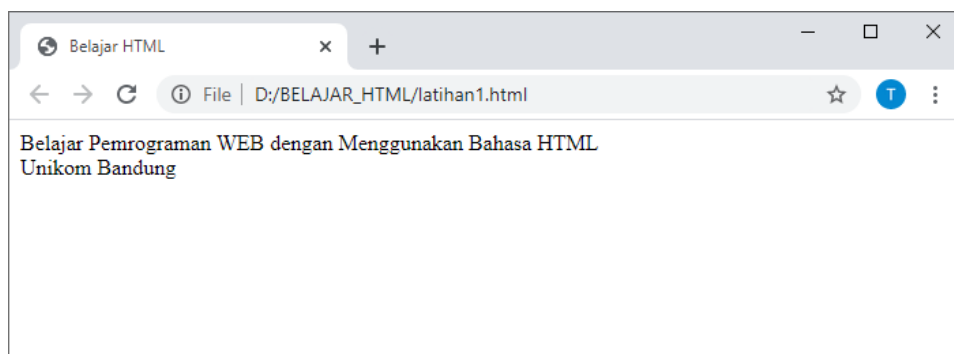 Belajar HTML
File | D:/BELAJAR_HTML/latihan1.html
T
Belajar Pemrograman WEB dengan Menggunakan Bahasa HTML
Unikom Bandung